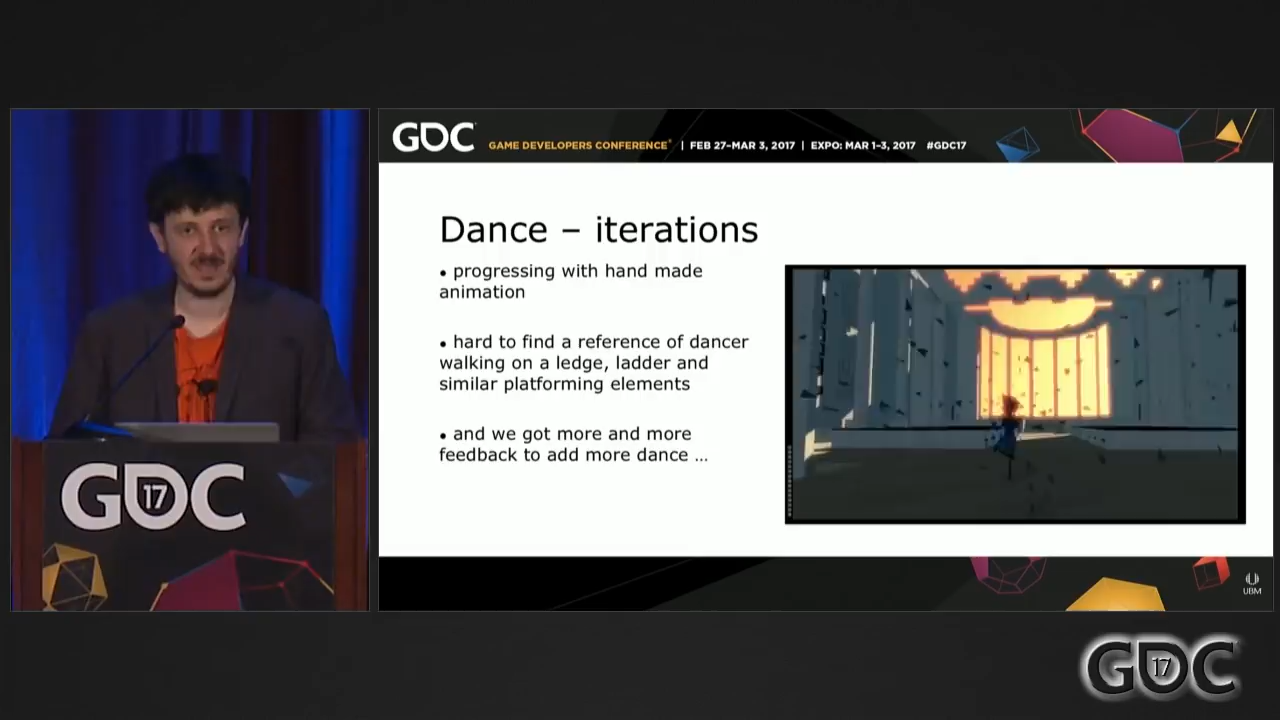 GDC
GAME DEVELOPERS CONFERENCE® | FEB 27–MAR 3, 2017 | EXPO: MAR 1–3, 2017 #GDC17
Dance – iterations
• progressing with hand made
animation
• hard to find a reference of dancer
walking on a ledge, ladder and
similar platforming elements
• and we got more and more
feedback to add more dance …
GDC
17
UBM
GDC
17